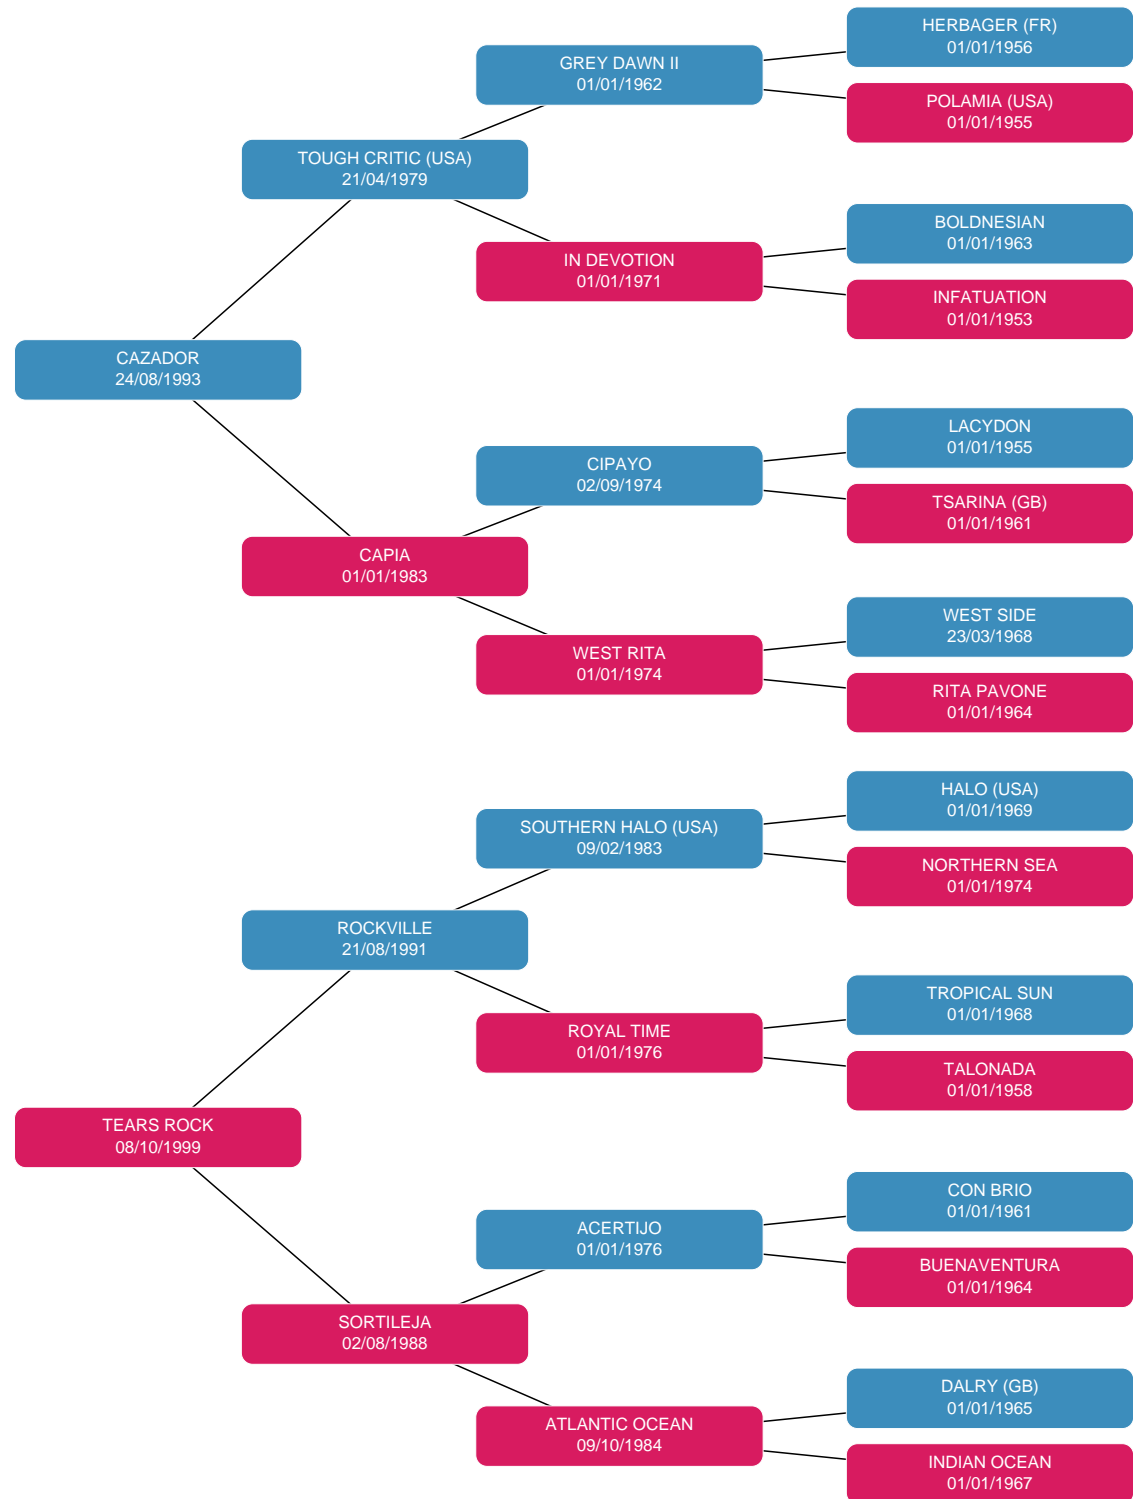 HERBAGER (FR)
01/01/1956
GREY DAWN II
01/01/1962
POLAMIA (USA)
01/01/1955
TOUGH CRITIC (USA)
21/04/1979
BOLDNESIAN
01/01/1963
IN DEVOTION
01/01/1971
INFATUATION
01/01/1953
CAZADOR
24/08/1993
LACYDON
01/01/1955
CIPAYO
02/09/1974
TSARINA (GB)
01/01/1961
CAPIA
01/01/1983
WEST SIDE
23/03/1968
WEST RITA
01/01/1974
RITA PAVONE
01/01/1964
HALO (USA)
01/01/1969
SOUTHERN HALO (USA)
09/02/1983
NORTHERN SEA
01/01/1974
ROCKVILLE
21/08/1991
TROPICAL SUN
01/01/1968
ROYAL TIME
01/01/1976
TALONADA
01/01/1958
TEARS ROCK
08/10/1999
CON BRIO
01/01/1961
ACERTIJO
01/01/1976
BUENAVENTURA
01/01/1964
SORTILEJA
02/08/1988
DALRY (GB)
01/01/1965
ATLANTIC OCEAN
09/10/1984
INDIAN OCEAN
01/01/1967